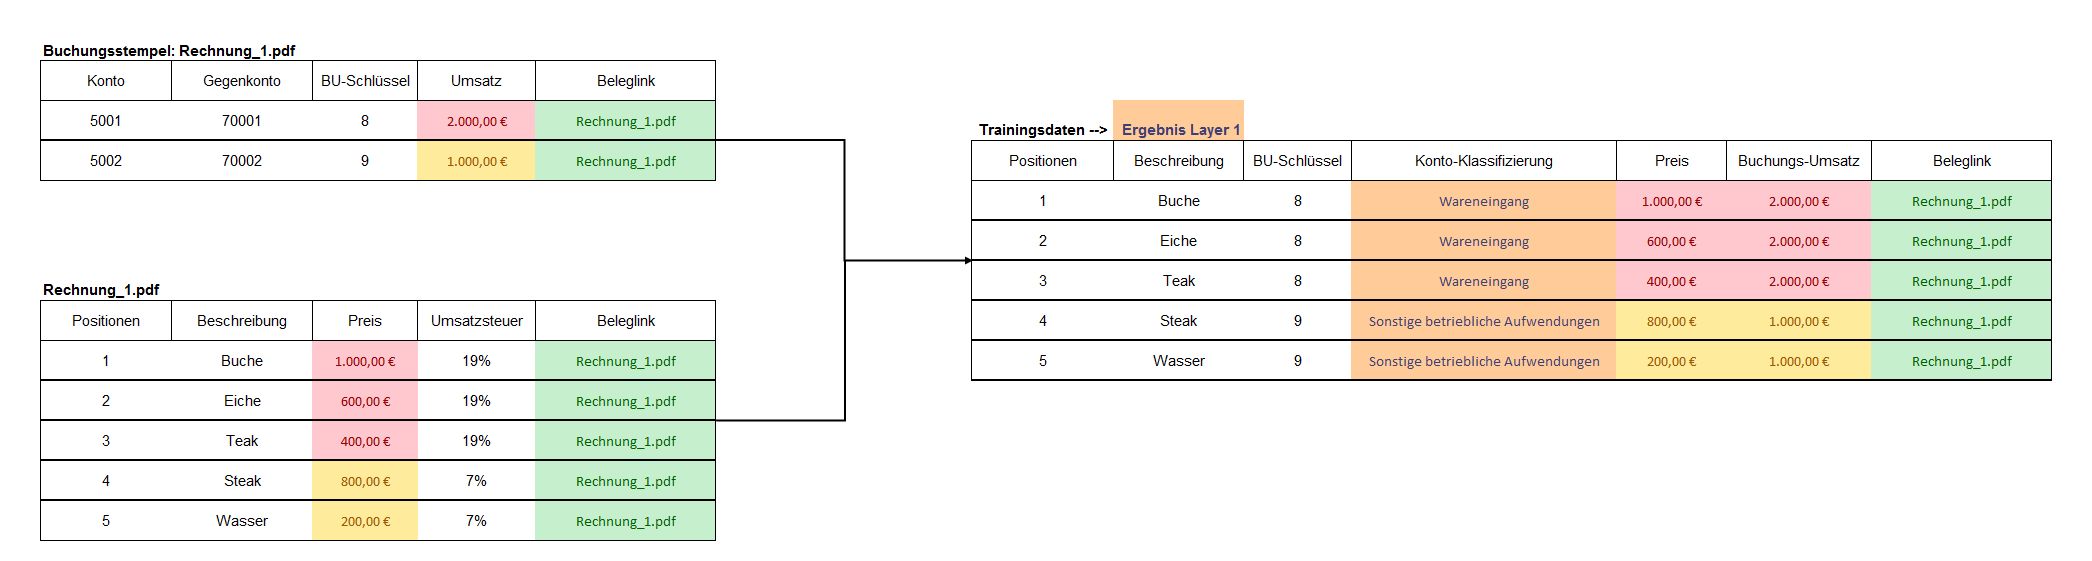 Buchungsstempel: Rechnung_1.pdf
Konto Gegenkonto BU-Schlüssel Umsatz Beleglink
5001 70001 8 2.000,00 € Rechnung_1.pdf
5002 70002 9 1.000,00 € Rechnung_1.pdf
Rechnung_1.pdf
Positionen Beschreibung Preis Umsatzsteuer Beleglink
1 Buche 1.000,00 € 19% Rechnung_1.pdf
2 Eiche 600,00 € 19% Rechnung_1.pdf
3 Teak 400,00 € 19% Rechnung_1.pdf
4 Steak 800,00 € 7% Rechnung_1.pdf
5 Wasser 200,00 € 7% Rechnung_1.pdf
Trainingsdaten --> Ergebnis Layer 1
Positionen Beschreibung BU-Schlüssel Konto-Klassifizierung Preis Buchungs-Umsatz Beleglink
1 Buche 8 Wareneingang 1.000,00 € 2.000,00 € Rechnung_1.pdf
2 Eiche 8 Wareneingang 600,00 € 2.000,00 € Rechnung_1.pdf
3 Teak 8 Wareneingang 400,00 € 2.000,00 € Rechnung_1.pdf
4 Steak 9 Sonstige betriebliche Aufwendungen 800,00 € 1.000,00 € Rechnung_1.pdf
5 Wasser 9 Sonstige betriebliche Aufwendungen 200,00 € 1.000,00 € Rechnung_1.pdf